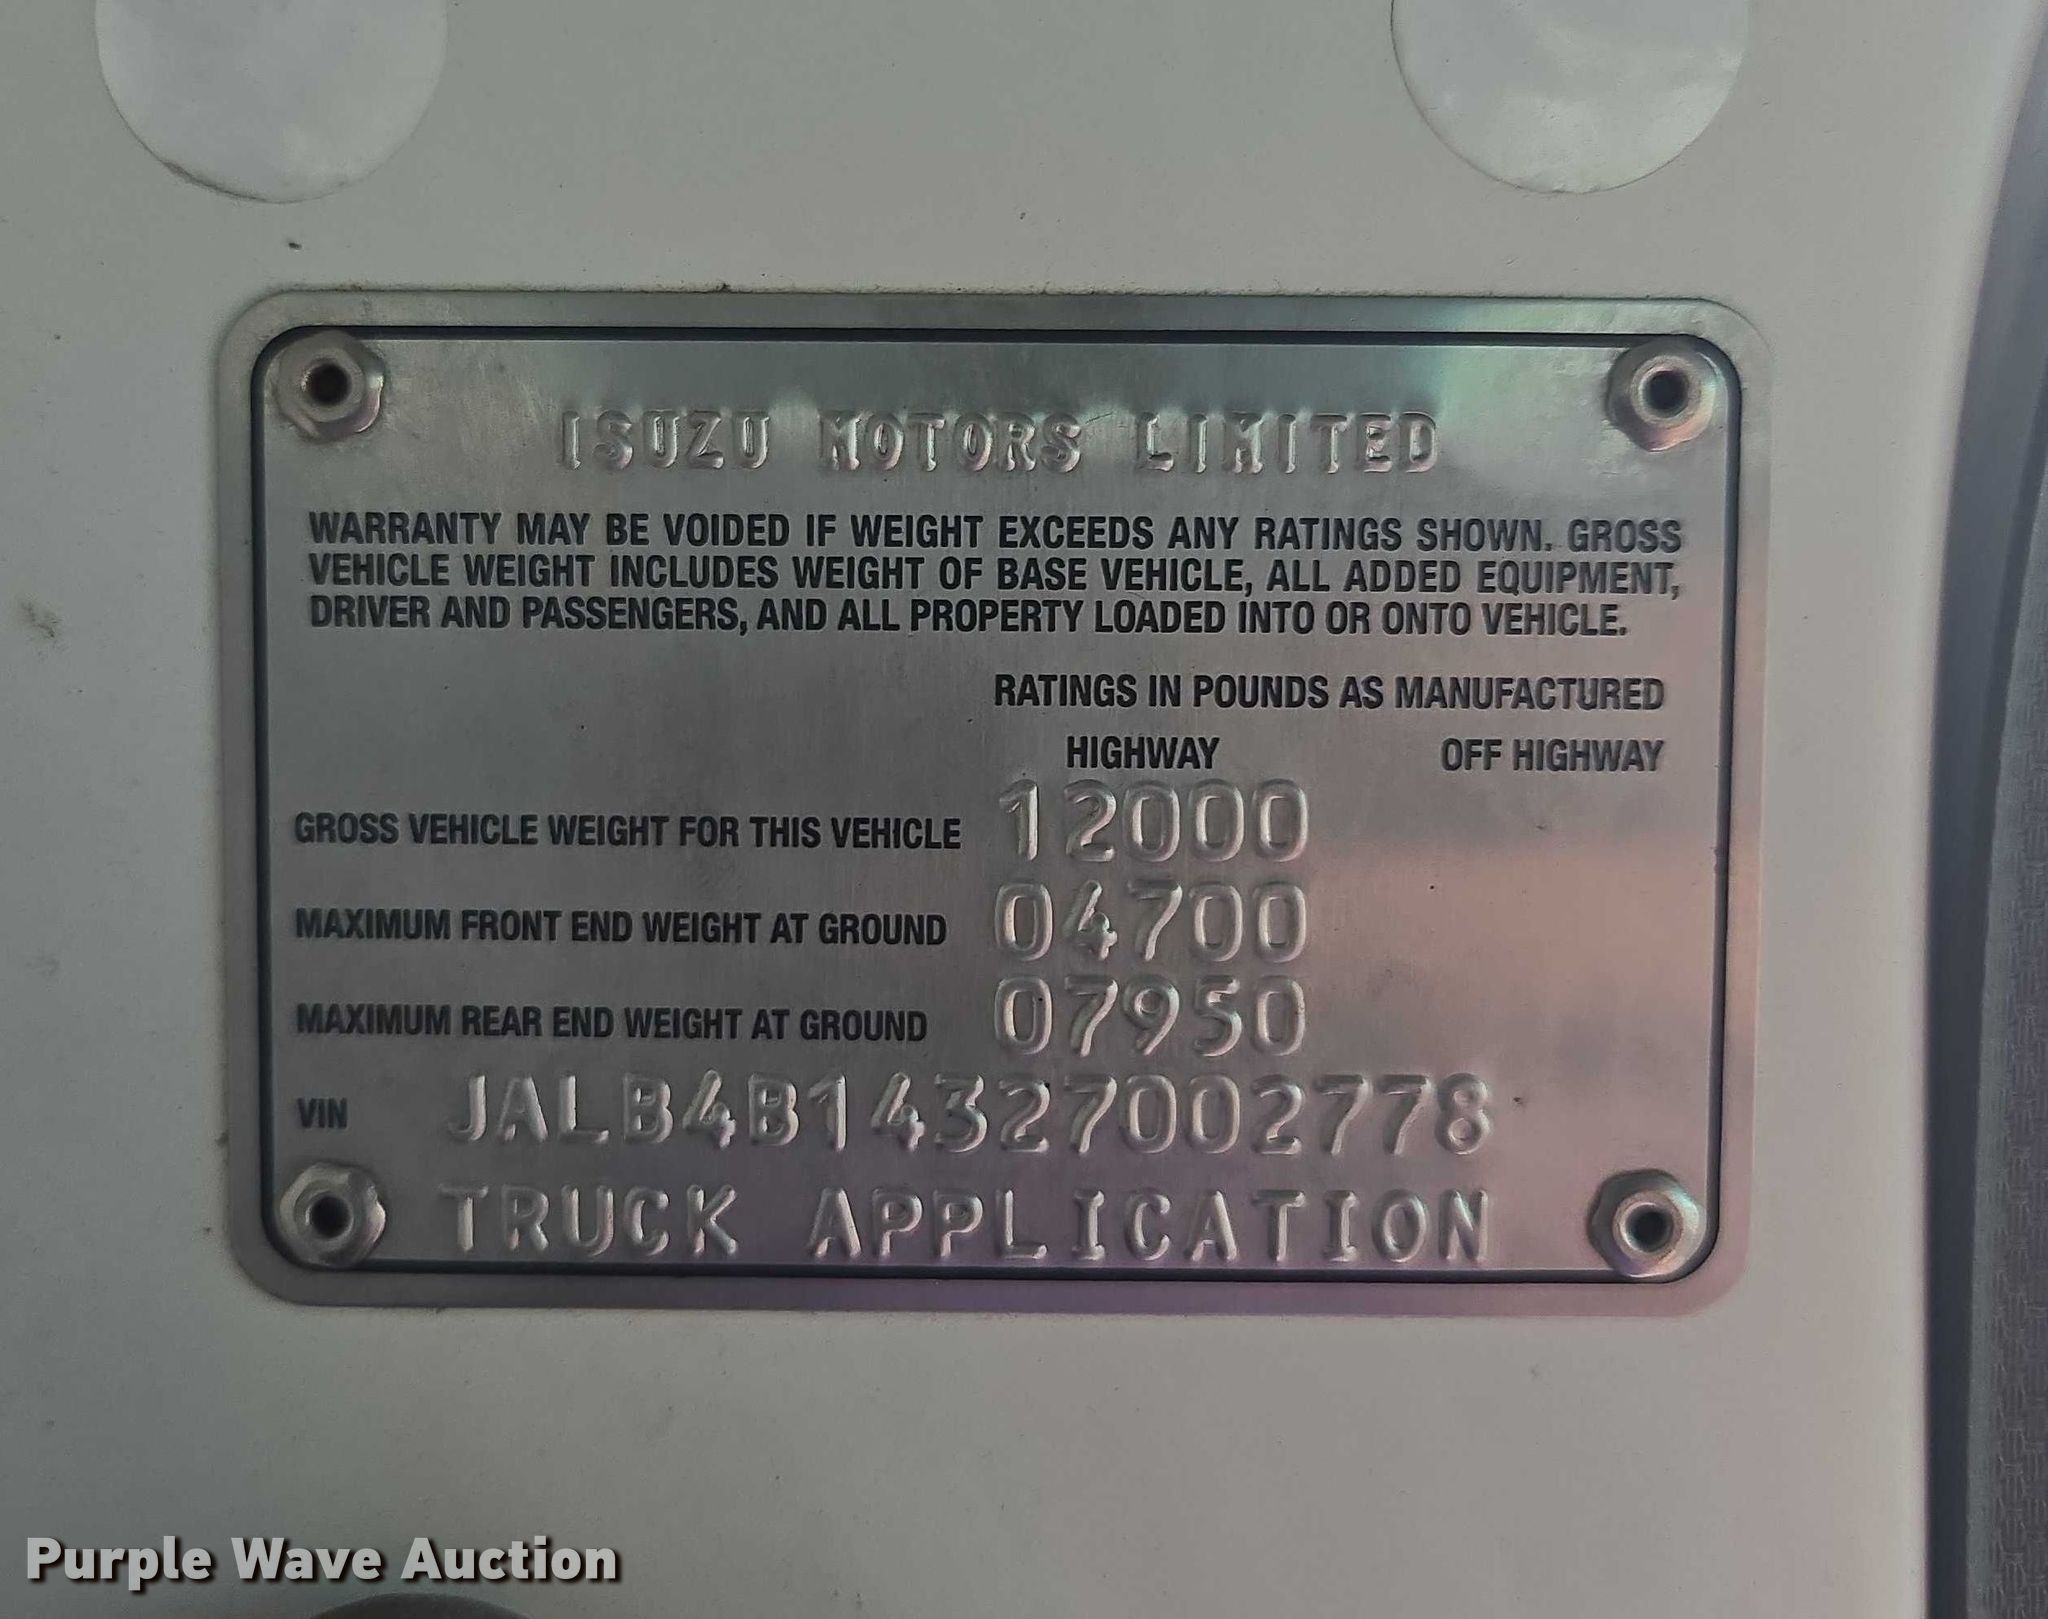 ISUZU MOTORS LIMITED
WARRANTY MAY BE VOIDED IF WEIGHT EXCEEDS ANY RATINGS SHOWN. GROSS
VEHICLE WEIGHT INCLUDES WEIGHT OF BASE VEHICLE, ALL ADDED EQUIPMENT,
DRIVER AND PASSENGERS, AND ALL PROPERTY LOADED INTO OR ONTO VEHICLE.
RATINGS IN POUNDS AS MANUFACTURED
HIGHWAY OFF HIGHWAY
GROSS VEHICLE WEIGHT FOR THIS VEHICLE 12000
MAXIMUM FRONT END WEIGHT AT GROUND 04700
MAXIMUM REAR END WEIGHT AT GROUND 07950
VIN JALB4B14327002778
TRUCK APPLICATION
Purple Wave Auction